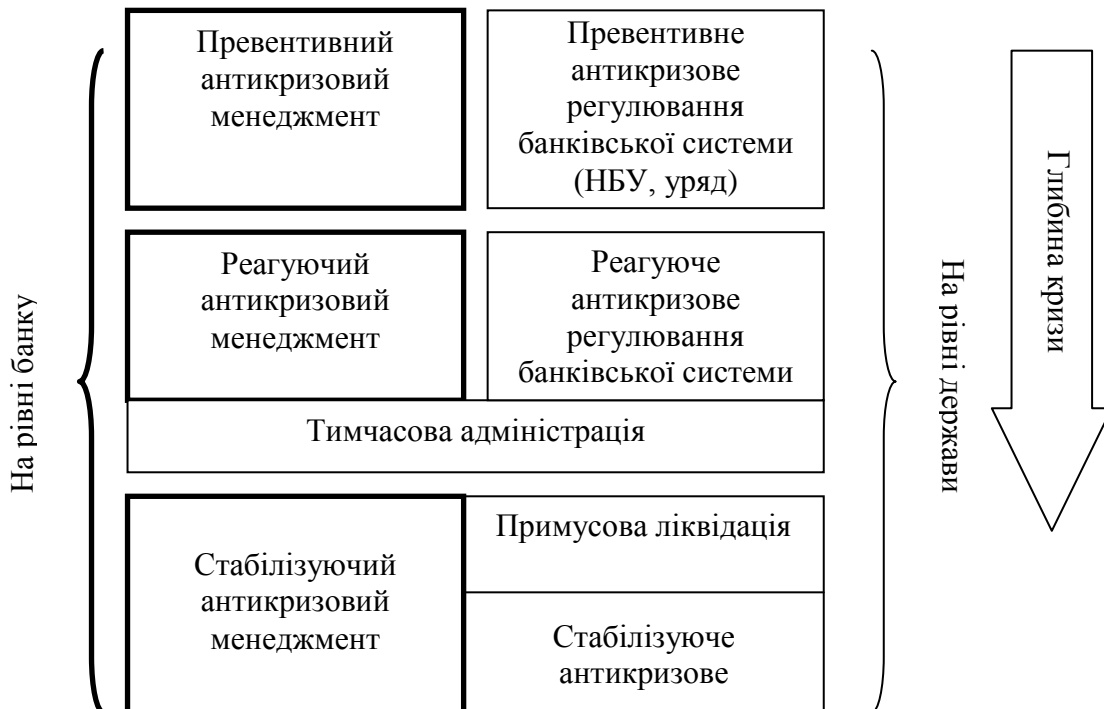 На рівні банку
Превентивний
антикризовий
менеджмент
Превентивне
антикризове
регулювання
банківської системи
(НБУ, уряд)
Реагуючий
антикризовий
менеджмент
Реагуюче
антикризове
регулювання
банківської системи
Тимчасова адміністрація
Стабілізуючий
антикризовий
менеджмент
Примусова ліквідація
Стабілізуюче
антикризове
На рівні держави
Глибина кризи